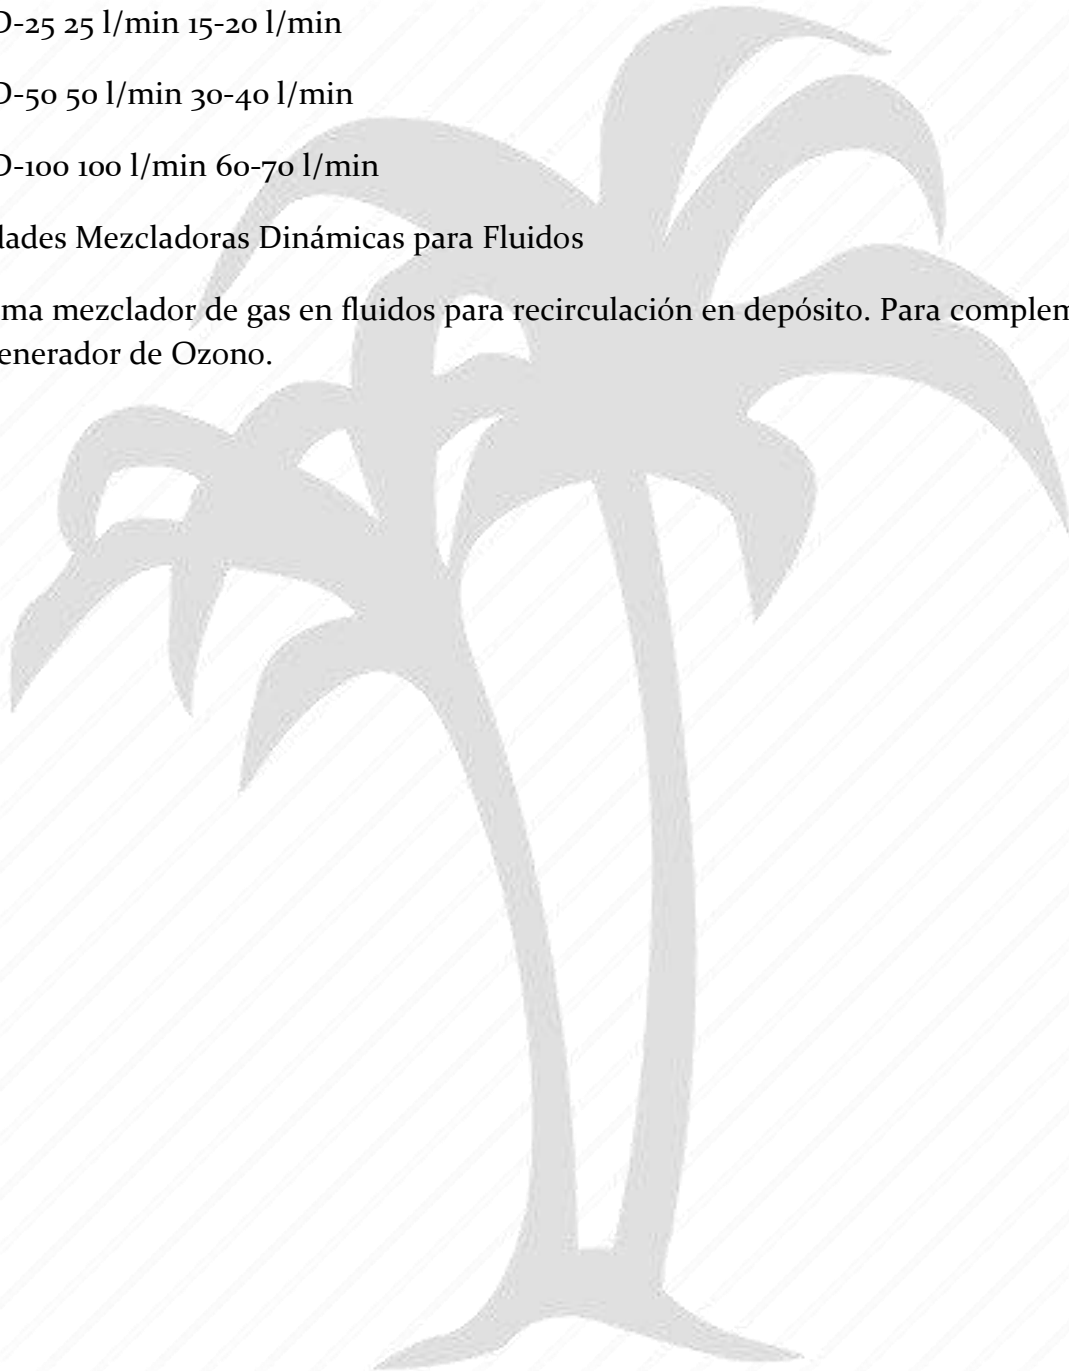 D-25 25 l/min 15-20 l/min
D-50 50 l/min 30-40 l/min
D-100 100 l/min 60-70 l/min
dades Mezcladoras Dinámicas para Fluidos
ma mezclador de gas en fluidos para recirculación en depósito. Para complem
enerador de Ozono.